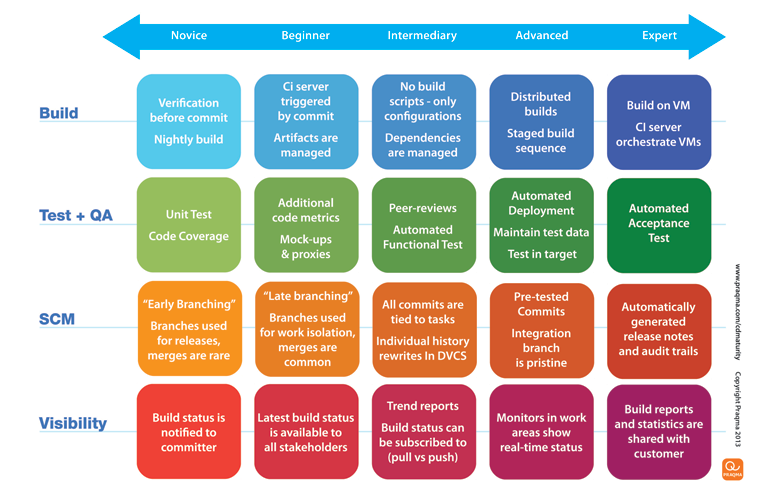 Novice
Beginner
Intermediary
Advanced
Expert
Build
Verification
before commit
Nightly build
Ci server
triggered
by commit
Artifacts are
managed
No build
scripts - only
configurations
Dependencies
are managed
Distributed
builds
Staged build
sequence
Build on VM
CI server
orchestrate VMs
Test + QA
Unit Test
Code Coverage
Additional
code metrics
Mock-ups
& proxies
Peer-reviews
Automated
Functional Test
Automated
Deployment
Maintain test data
Test in target
Automated
Acceptance
Test
SCM
“Early Branching”
Branches used
for releases,
merges are rare
“Late branching”
Branches used
for work isolation,
merges are
common
All commits are
tied to tasks
Individual history
rewrites In DVCS
Pre-tested
Commits
Integration
branch
is pristine
Automatically
generated
release notes
and audit trails
Visibility
Build status is
notified to
committer
Latest build status
is available to
all stakeholders
Trend reports
Build status can
be subscribed to
(pull vs push)
Monitors in work
areas show
real-time status
Build reports
and statistics are
shared with
customer
www.praqma.com/cdmaturity Copyright Praqma 2013
PRAQMA